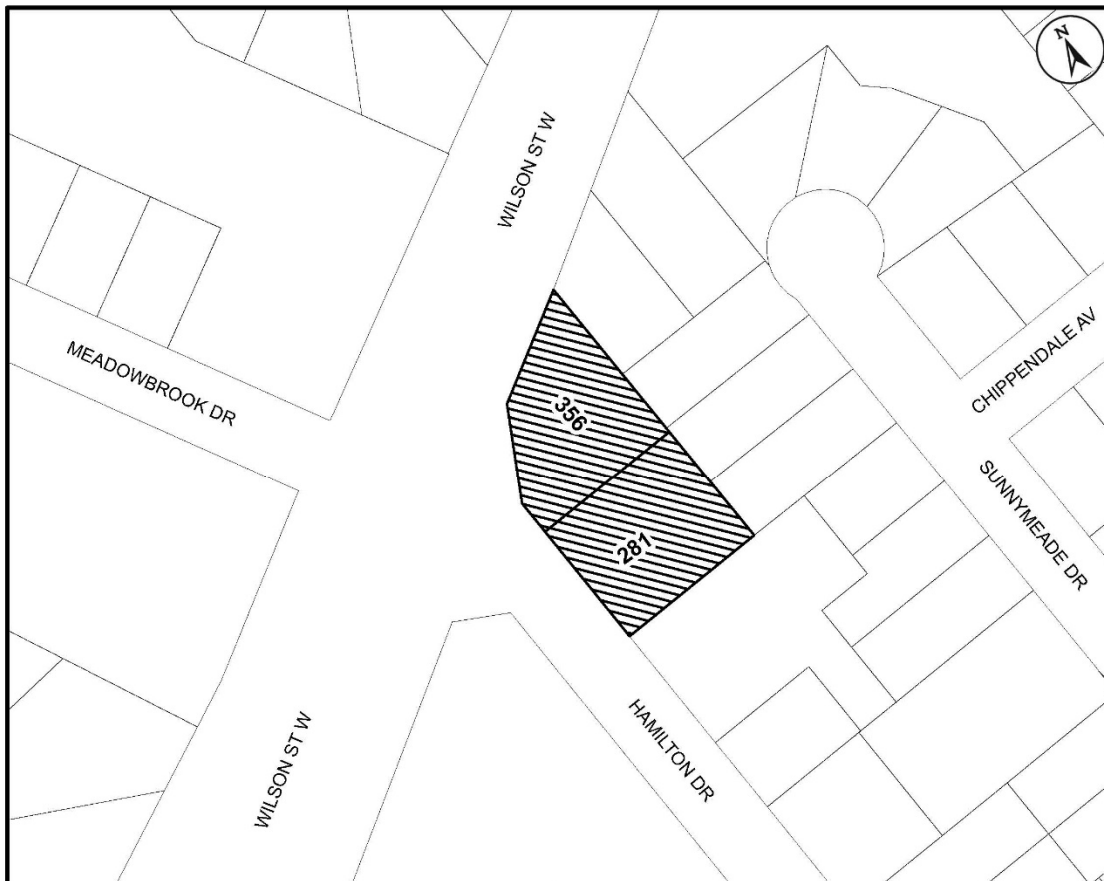 N
WILSON ST W
MEADOWBROOK DR
CHIPPENDALE AV
356
SUNNYMEADE DR
281
HAMILTON DR
WILSON ST W